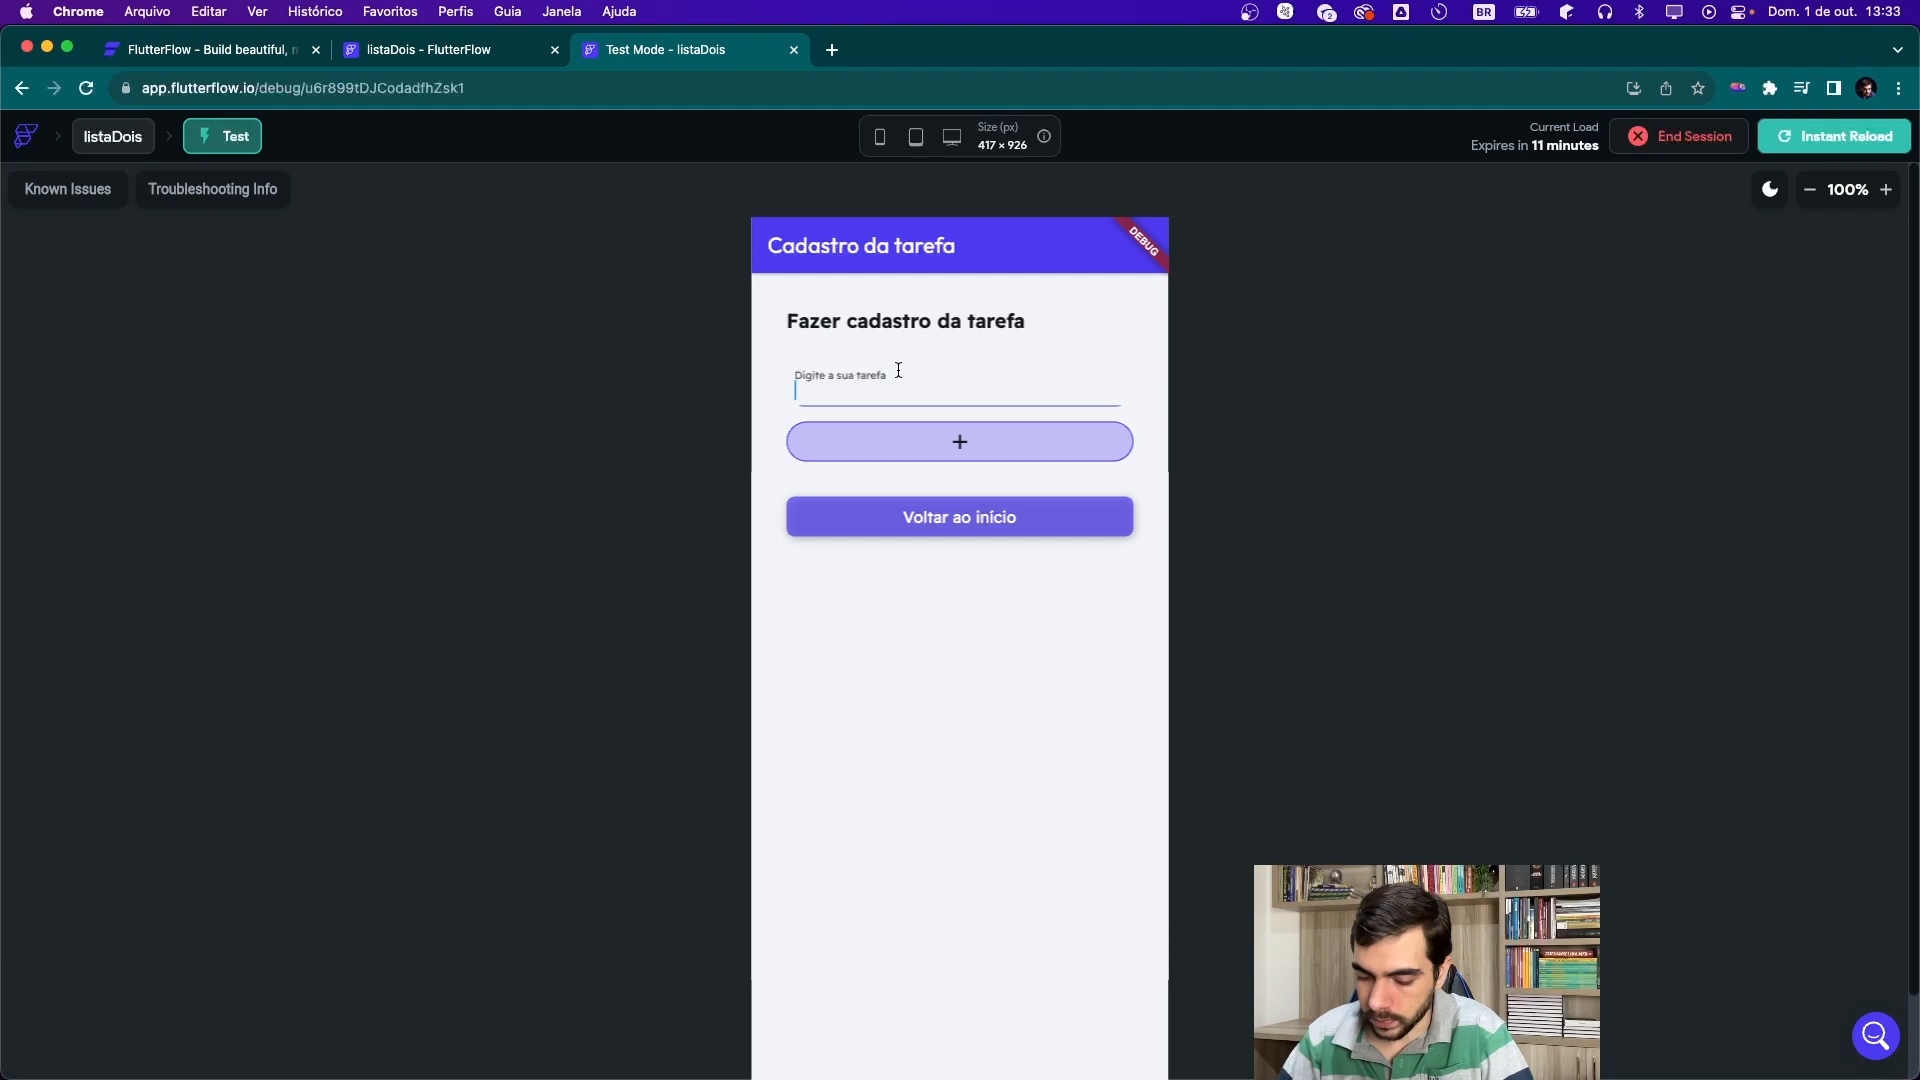 Chrome Arquivo Editar Ver Histórico Favoritos Perfis Guia Janela Ajuda
2 BR Dom. 1 de out. 13:33
FlutterFlow - Build beautiful,
listaDois - FlutterFlow
Test Mode - listaDois
app.flutterflow.io/debug/u6r899tDJCodadfhZsk1
listaDois
Test
Size (px)
417 × 926
Current Load
Expires in 11 minutes
End Session
Instant Reload
Known Issues
Troubleshooting Info
100%
Cadastro da tarefa
DEBUG
Fazer cadastro da tarefa
Digite a sua tarefa
+
Voltar ao início